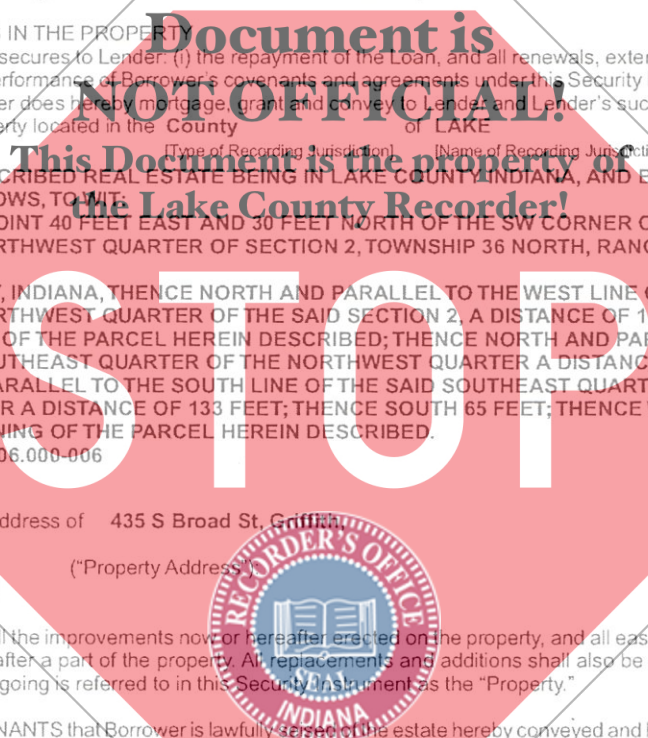 IN THE PROPERTY
Document is
secures to Lender: (i) the repayment of the Loan, and all renewals, exter
erformance of Borrower's covenants and agreements under this Security
NOT OFFICIAL!
er does hereby mortgage, grant and convey to Lender and Lender's suc
erty located in the County of LAKE
[Type of Recording Jurisdiction] [Name of Recording Jurisdicti
This Document is the property of
CRIBED REAL ESTATE BEING IN LAKE COUNTY INDIANA, AND E
OWS, TO WIT:
the Lake County Recorder!
OINT 40 FEET EAST AND 30 FEET NORTH OF THE SW CORNER O
RTHWEST QUARTER OF SECTION 2, TOWNSHIP 36 NORTH, RANG
, INDIANA, THENCE NORTH AND PARALLEL TO THE WEST LINE
RTHWEST QUARTER OF THE SAID SECTION 2, A DISTANCE OF 1
OF THE PARCEL HEREIN DESCRIBED; THENCE NORTH AND PAR
UTHEAST QUARTER OF THE NORTHWEST QUARTER A DISTANC
ARALLEL TO THE SOUTH LINE OF THE SAID SOUTHEAST QUART
ER A DISTANCE OF 133 FEET; THENCE SOUTH 65 FEET; THENCE
NING OF THE PARCEL HEREIN DESCRIBED.
06.000-006
STOP
ddress of 435 S Broad St, Griffith,
("Property Address"):
RECORDER'S OFFICE
SEAL
INDIANA
ll the improvements now or hereafter erected on the property, and all eas
after a part of the property. All replacements and additions shall also be
going is referred to in this Security Instrument as the "Property."
NANTS that Borrower is lawfully seised of the estate hereby conveyed and